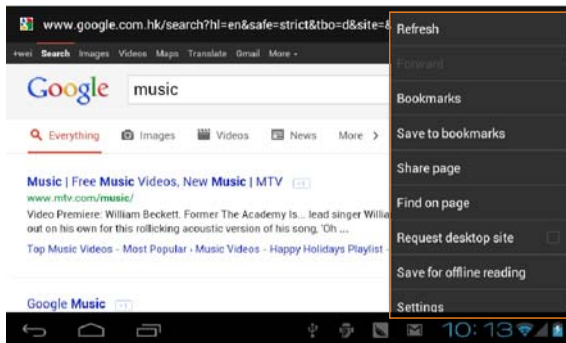 www.google.com.hk/search?hl=en&safe=strict&tbo=d&site=&
+wei Search Images Videos Maps Translate Gmail More
Google music
Everything Images Videos News More >
Music | Free Music Videos, New Music | MTV +1
www.mtv.com/music/
Video Premiere: William Beckett. Former The Academy Is... lead singer Willia
out on his own for this rollicking acoustic version of his song, 'Oh ...
Top Music Videos - Most Popular - Music Videos - Happy Holidays Playlist -
Google Music +1
Refresh
Forward
Bookmarks
Save to bookmarks
Share page
Find on page
Request desktop site
Save for offline reading
Settings
10:13